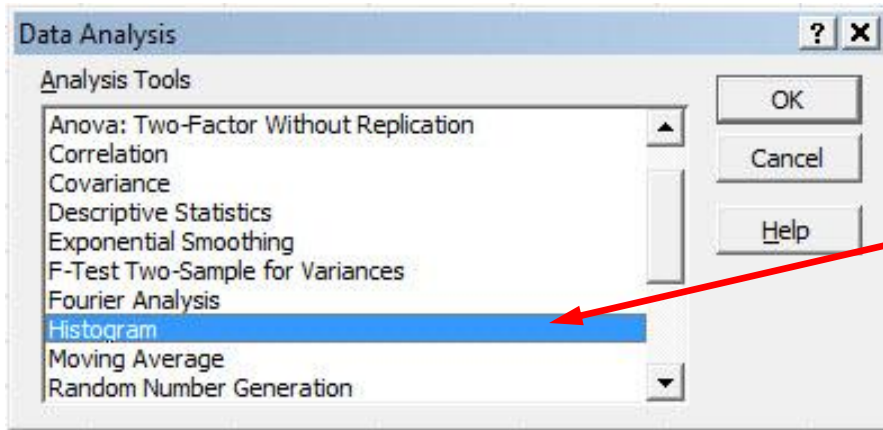 Data Analysis
Analysis Tools
Anova: Two-Factor Without Replication
Correlation
Covariance
Descriptive Statistics
Exponential Smoothing
F-Test Two-Sample for Variances
Fourier Analysis
Histogram
Moving Average
Random Number Generation
OK
Cancel
Help